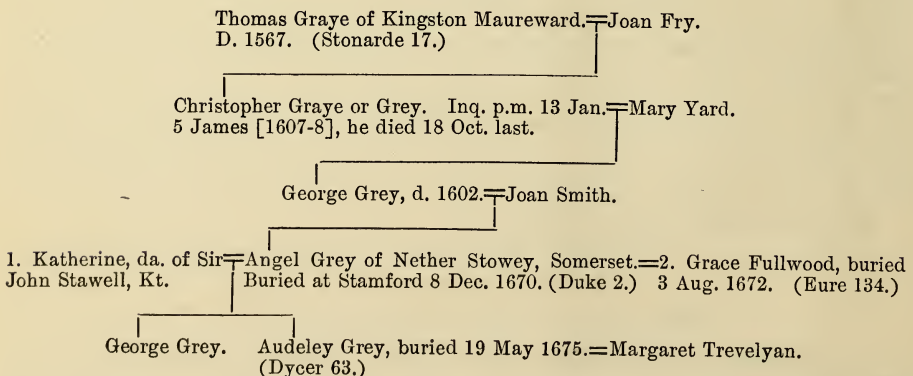 Thomas Graye of Kingston Maureward.=Joan Fry.
D. 1567. (Stonarde 17.)
Christopher Graye or Grey. Inq. p.m. 13 Jan.=Mary Yard.
5 James [1607-8], he died 18 Oct. last.
George Grey, d. 1602.=Joan Smith.
1. Katherine, da. of Sir=Angel Grey of Nether Stowey, Somerset.=2. Grace Fullwood, buried
John Stawell, Kt. Buried at Stamford 8 Dec. 1670. (Duke 2.) 3 Aug. 1672. (Eure 134.)
George Grey. Audeley Grey, buried 19 May 1675.=Margaret Trevelyan.
(Dycer 63.)